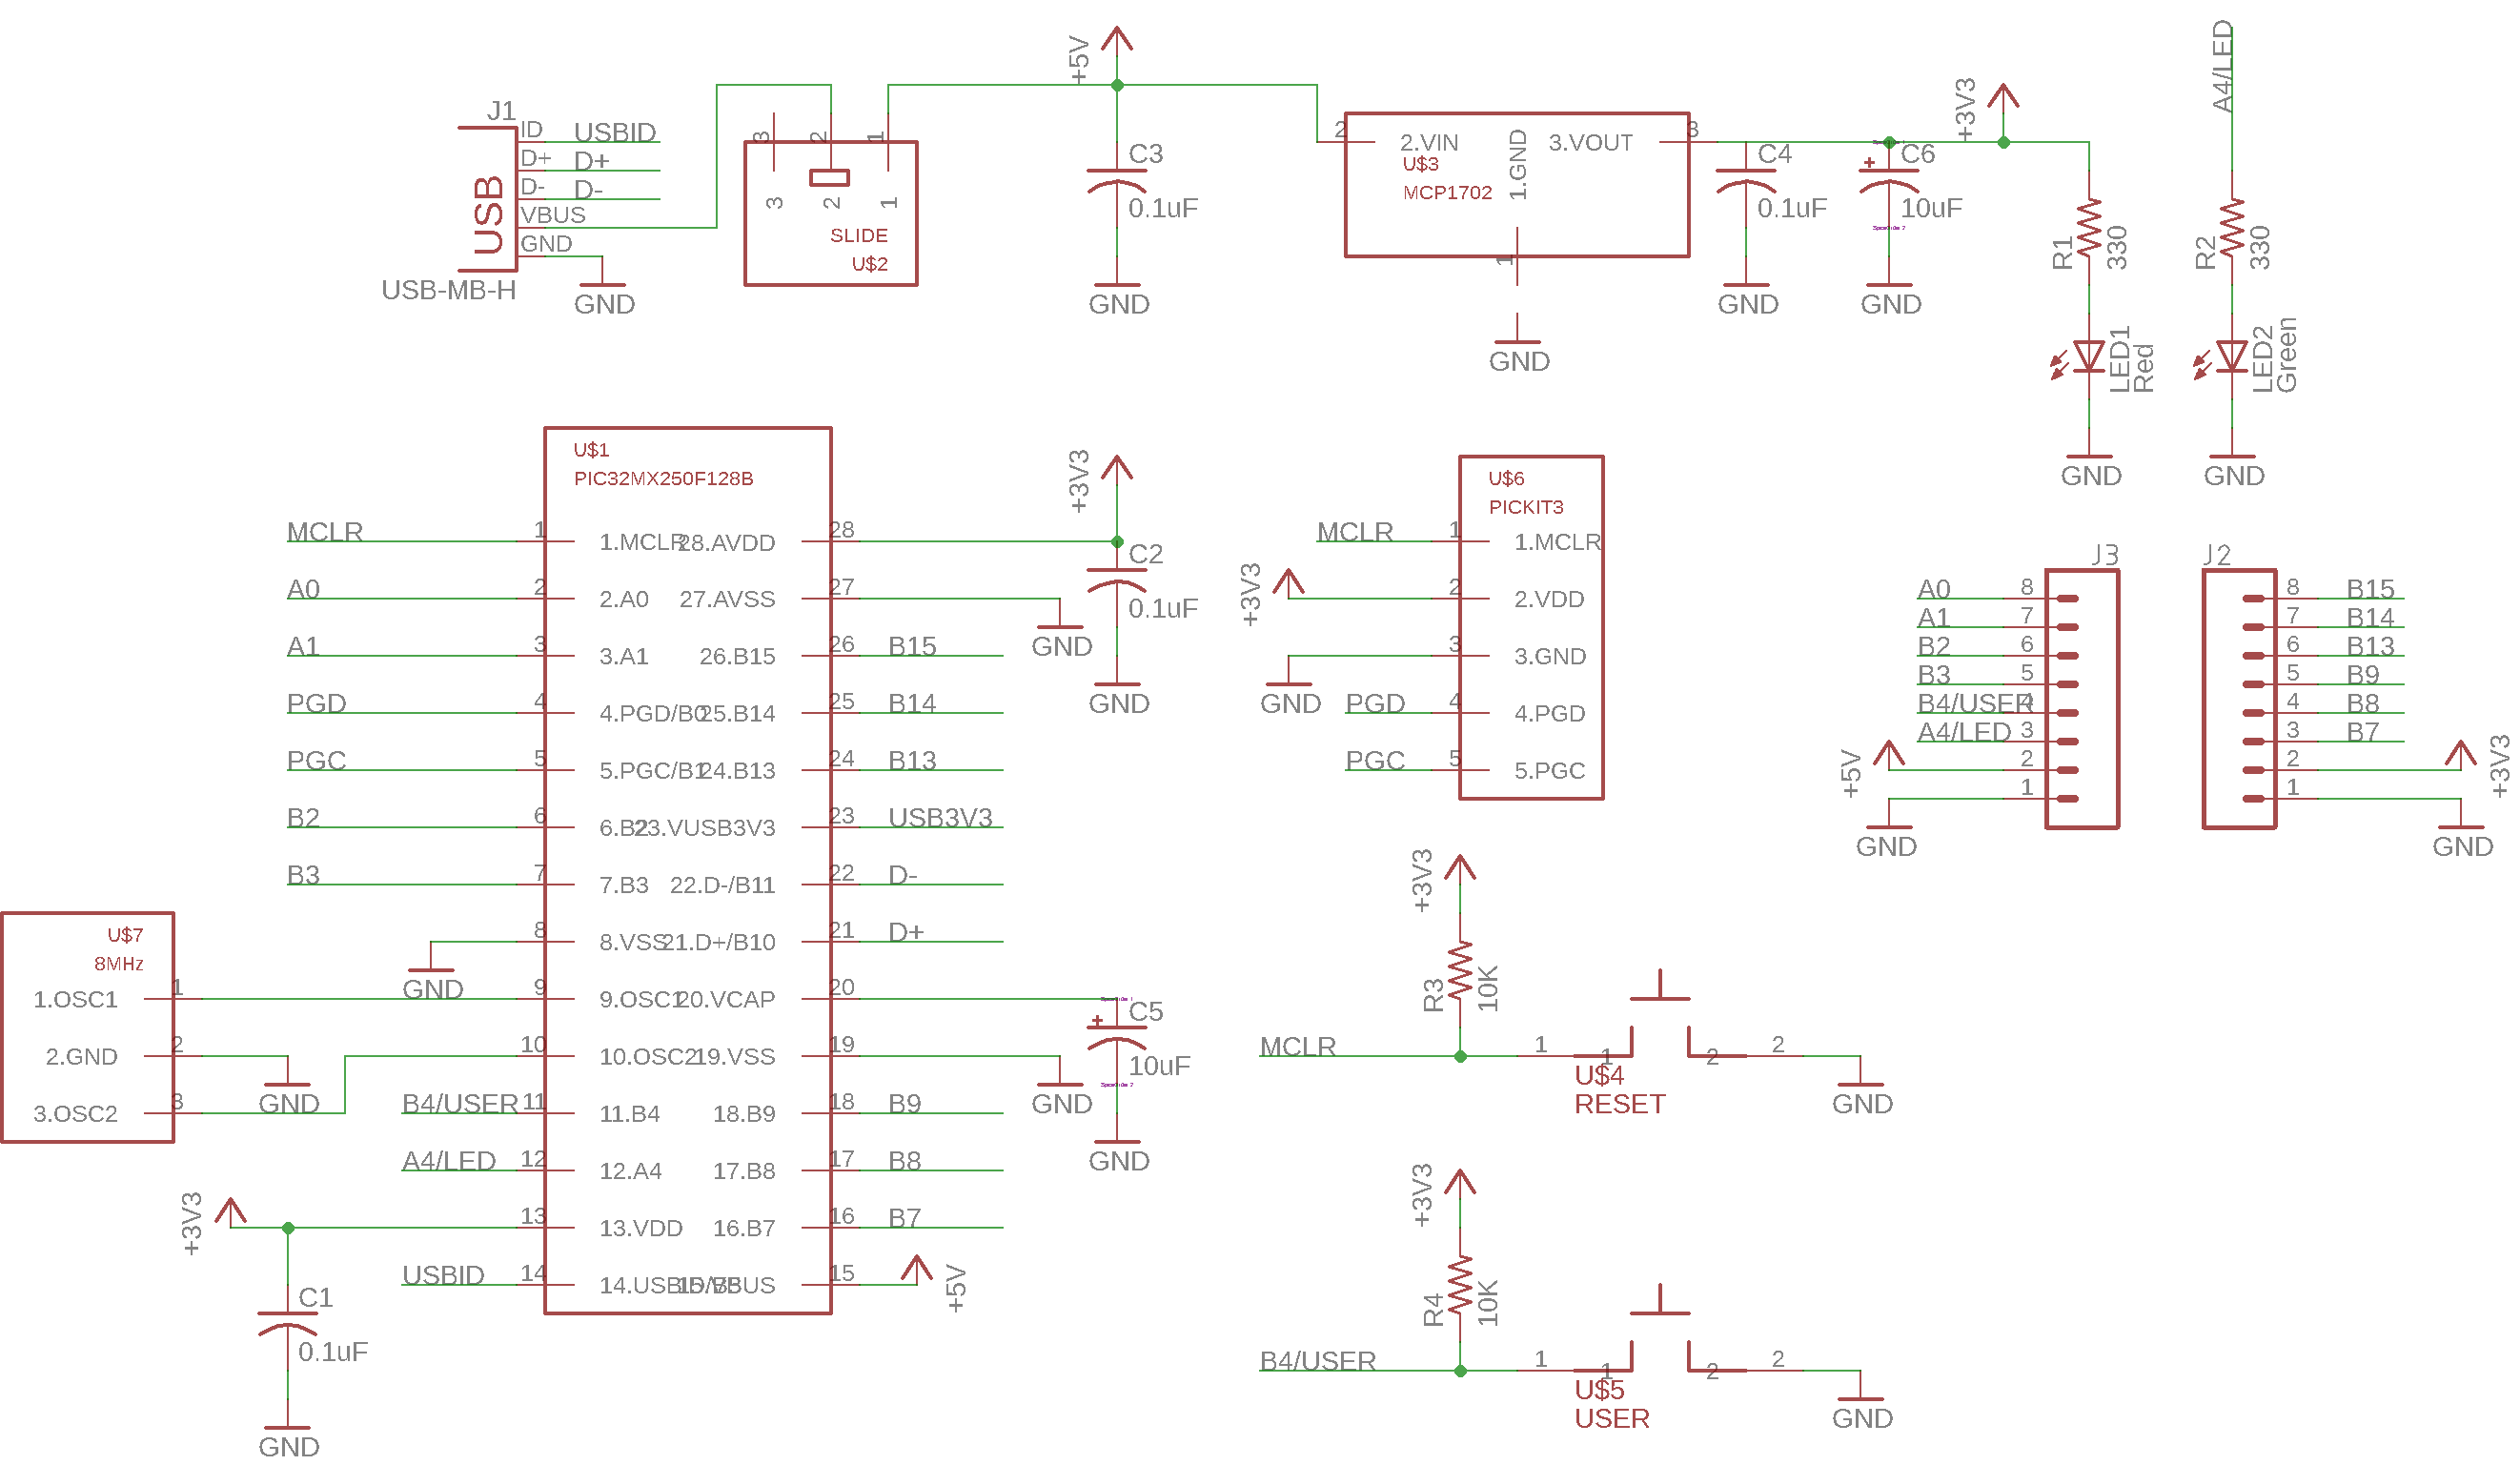 J1
ID
USBID
D+
D+
D-
D-
VBUS
GND
USB
USB-MB-H
GND
3
2
1
3
2
1
SLIDE
U$2
+5V
C3
0.1uF
GND
2
2.VIN
U$3
MCP1702
1.GND
1
3.VOUT
3
GND
C4
0.1uF
GND
+
C6
10uF
GND
+3V3
R1
330
LED1
Red
GND
A4/LED
R2
330
LED2
Green
GND
U$1
PIC32MX250F128B
MCLR
1
1.MCLR
28.AVDD
28
A0
2
2.A0
27.AVSS
27
A1
3
3.A1
26.B15
26
B15
PGD
4
4.PGD/B0
25.B14
25
B14
PGC
5
5.PGC/B1
24.B13
24
B13
B2
6
6.B2
23.VUSB3V3
23
USB3V3
B3
7
7.B3
22.D-/B11
22
D-
8
8.VSS
21.D+/B10
21
D+
GND
9
9.OSC1
20.VCAP
20
10
10.OSC2
19.VSS
19
B4/USER
11
11.B4
18.B9
18
B9
A4/LED
12
12.A4
17.B8
17
B8
13
13.VDD
16.B7
16
B7
USBID
14
14.USBID/B5
15.VBUS
15
+5V
+3V3
C2
0.1uF
GND
GND
+
C5
10uF
GND
GND
U$7
8MHz
1.OSC1
1
2.GND
2
3.OSC2
3
GND
+3V3
C1
0.1uF
GND
U$6
PICKIT3
MCLR
1
1.MCLR
+3V3
2
2.VDD
3
3.GND
GND
PGD
4
4.PGD
PGC
5
5.PGC
J3
A0
8
A1
7
B2
6
B3
5
B4/USER
4
A4/LED
3
+5V
2
1
GND
J2
8
B15
7
B14
6
B13
5
B9
4
B8
3
B7
2
+3V3
1
GND
+3V3
R3
10K
MCLR
1
1
2
2
U$4
RESET
GND
+3V3
R4
10K
B4/USER
1
1
2
2
U$5
USER
GND